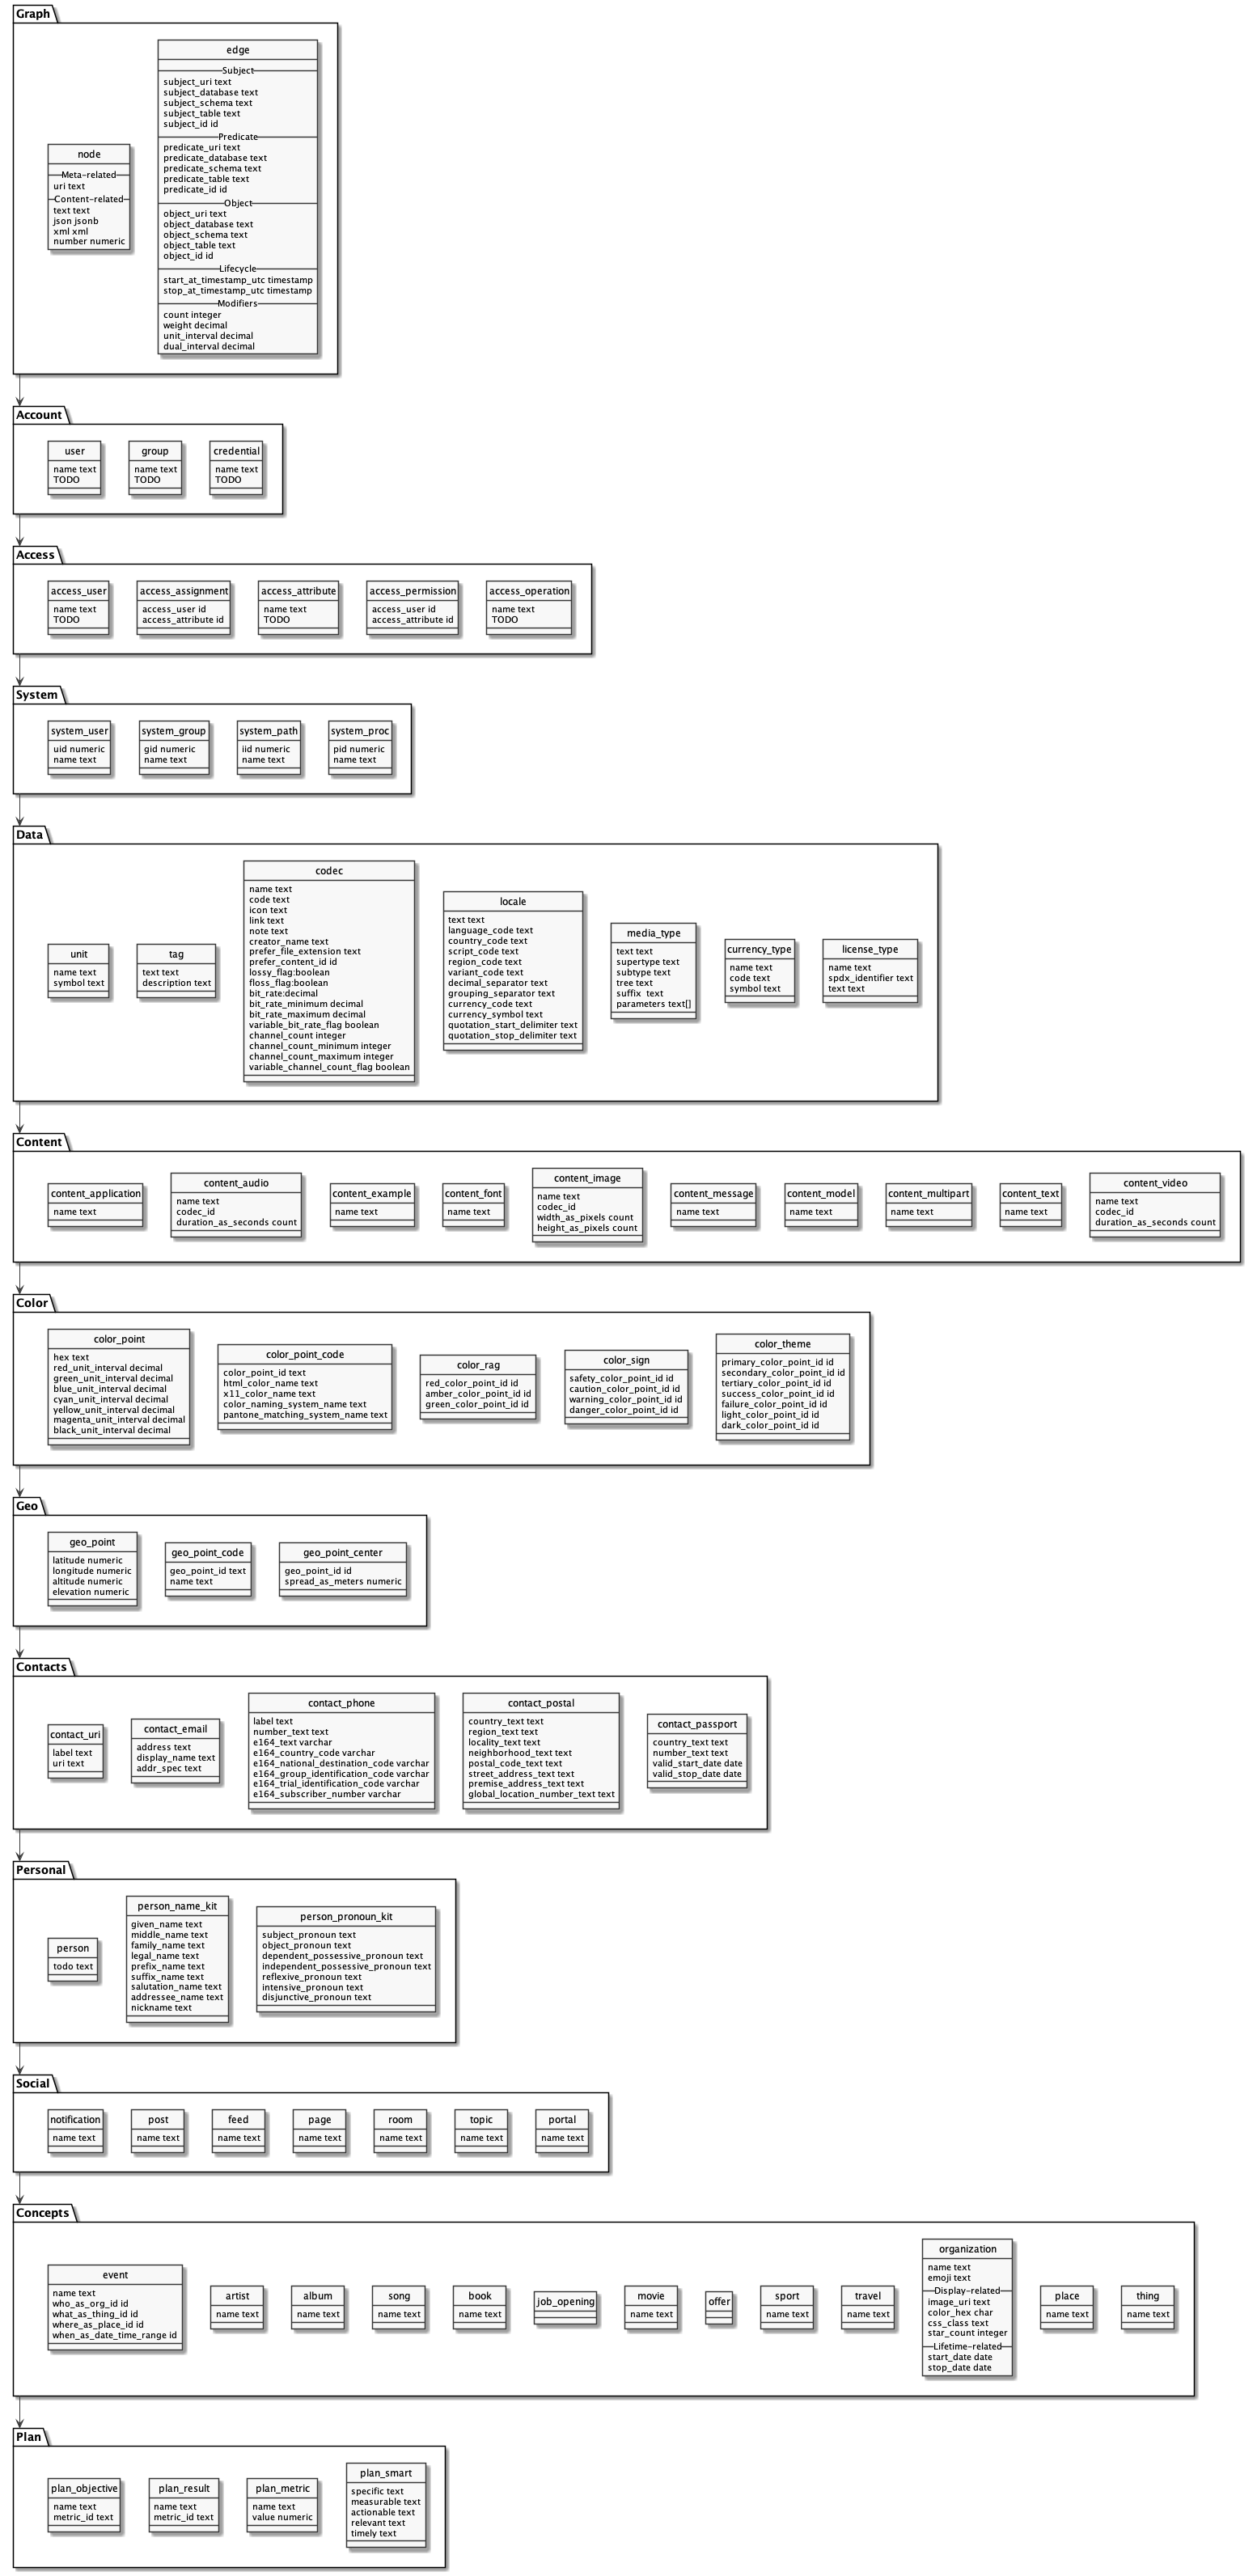 Graph
node
Meta-related
uri text
Content-related
text text
json jsonb
xml xml
number numeric
edge
Subject
subject_uri text
subject_database text
subject_schema text
subject_table text
subject_id id
Predicate
predicate_uri text
predicate_database text
predicate_schema text
predicate_table text
predicate_id id
Object
object_uri text
object_database text
object_schema text
object_table text
object_id id
Lifecycle
start_at_timestamp_utc timestamp
stop_at_timestamp_utc timestamp
Modifiers
count integer
weight decimal
unit_interval decimal
dual_interval decimal
Account
user
name text
TODO
group
name text
TODO
credential
name text
TODO
Access
access_user
name text
TODO
access_assignment
access_user id
access_attribute id
access_attribute
name text
TODO
access_permission
access_user id
access_attribute id
access_operation
name text
TODO
System
system_user
uid numeric
name text
system_group
gid numeric
name text
system_path
iid numeric
name text
system_proc
pid numeric
name text
Data
unit
name text
symbol text
tag
text text
description text
codec
name text
code text
icon text
link text
note text
creator_name text
prefer_file_extension text
prefer_content_id id
lossy_flag:boolean
floss_flag:boolean
bit_rate:decimal
bit_rate_minimum decimal
bit_rate_maximum decimal
variable_bit_rate_flag boolean
channel_count integer
channel_count_minimum integer
channel_count_maximum integer
variable_channel_count_flag boolean
locale
text text
language_code text
country_code text
script_code text
region_code text
variant_code text
decimal_separator text
grouping_separator text
currency_code text
currency_symbol text
quotation_start_delimiter text
quotation_stop_delimiter text
media_type
text text
supertype text
subtype text
tree text
suffix  text
parameters text[]
currency_type
name text
code text
symbol text
license_type
name text
spdx_identifier text
text text
Content
content_application
name text
content_audio
name text
codec_id
duration_as_seconds count
content_example
name text
content_font
name text
content_image
name text
codec_id
width_as_pixels count
height_as_pixels count
content_message
name text
content_model
name text
content_multipart
name text
content_text
name text
content_video
name text
codec_id
duration_as_seconds count
Color
color_point
hex text
red_unit_interval decimal
green_unit_interval decimal
blue_unit_interval decimal
cyan_unit_interval decimal
yellow_unit_interval decimal
magenta_unit_interval decimal
black_unit_interval decimal
color_point_code
color_point_id text
html_color_name text
x11_color_name text
color_naming_system_name text
pantone_matching_system_name text
color_rag
red_color_point_id id
amber_color_point_id id
green_color_point_id id
color_sign
safety_color_point_id id
caution_color_point_id id
warning_color_point_id id
danger_color_point_id id
color_theme
primary_color_point_id id
secondary_color_point_id id
tertiary_color_point_id id
success_color_point_id id
failure_color_point_id id
light_color_point_id id
dark_color_point_id id
Geo
geo_point
latitude numeric
longitude numeric
altitude numeric
elevation numeric
geo_point_code
geo_point_id text
name text
geo_point_center
geo_point_id id
spread_as_meters numeric
Contacts
contact_uri
label text
uri text
contact_email
address text
display_name text
addr_spec text
contact_phone
label text
number_text text
e164_text varchar
e164_country_code varchar
e164_national_destination_code varchar
e164_group_identification_code varchar
e164_trial_identification_code varchar
e164_subscriber_number varchar
contact_postal
country_text text
region_text text
locality_text text
neighborhood_text text
postal_code_text text
street_address_text text
premise_address_text text
global_location_number_text text
contact_passport
country_text text
number_text text
valid_start_date date
valid_stop_date date
Personal
person
todo text
person_name_kit
given_name text
middle_name text
family_name text
legal_name text
prefix_name text
suffix_name text
salutation_name text
addressee_name text
nickname text
person_pronoun_kit
subject_pronoun text
object_pronoun text
dependent_possessive_pronoun text
independent_possessive_pronoun text
reflexive_pronoun text
intensive_pronoun text
disjunctive_pronoun text
Social
notification
name text
post
name text
feed
name text
page
name text
room
name text
topic
name text
portal
name text
Concepts
event
name text
who_as_org_id id
what_as_thing_id id
where_as_place_id id
when_as_date_time_range id
artist
name text
album
name text
song
name text
book
name text
job_opening
movie
name text
offer
sport
name text
travel
name text
organization
name text
emoji text
Display-related
image_uri text
color_hex char
css_class text
star_count integer
Lifetime-related
start_date date
stop_date date
place
name text
thing
name text
Plan
plan_objective
name text
metric_id text
plan_result
name text
metric_id text
plan_metric
name text
value numeric
plan_smart
specific text
measurable text
actionable text
relevant text
timely text